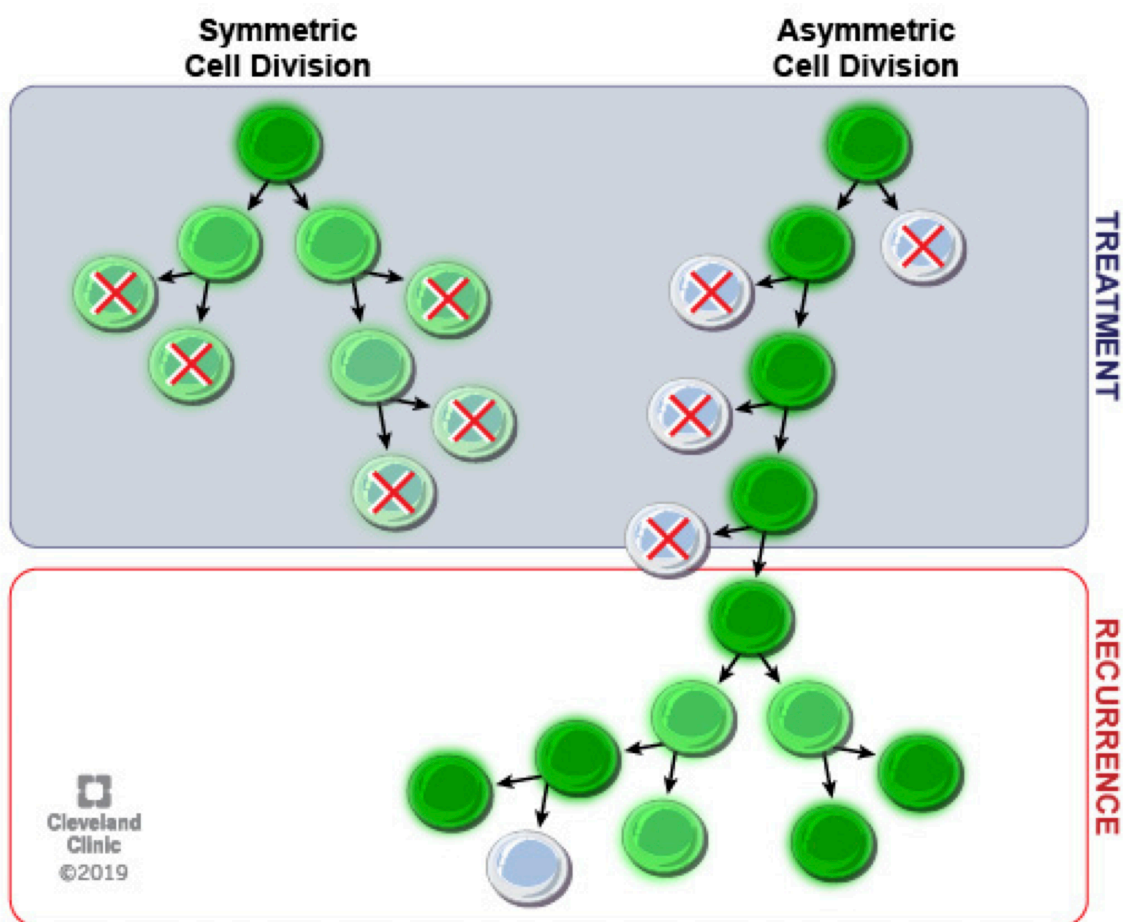 Symmetric
Cell Division
Asymmetric
Cell Division
TREATMENT
RECURRENCE
Cleveland
Clinic
©2019